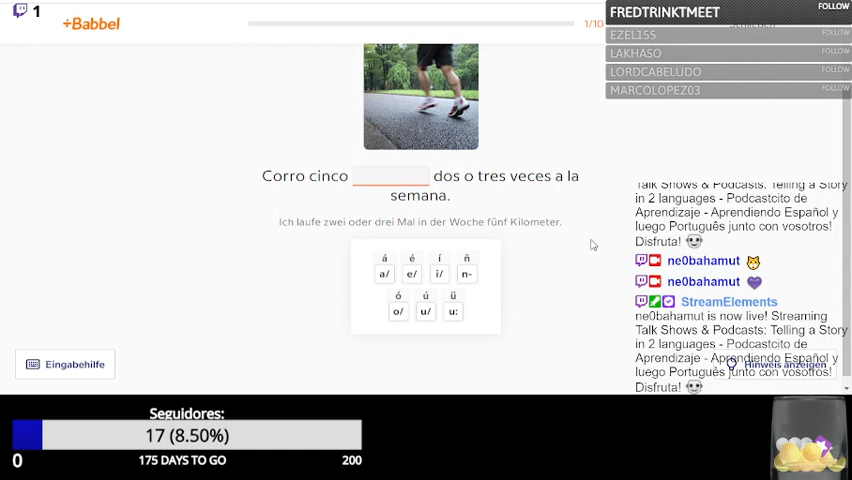 1
+Babbel
1/10
FREDTRINKTMEET
FOLLOW
EZEL155
FOLLOW
LAKHASO
FOLLOW
LORDCABELUDO
FOLLOW
MARCOLOPEZ03
FOLLOW
Corro cinco dos o tres veces a la
semana.
Ich laufe zwei oder drei Mal in der Woche fünf Kilometer.
á é í ñ
a/ e/ i/ n-
ó ú ü
o/ u/ u:
Eingabehilfe
Hinweis anzeigen
Talk Shows & Podcasts: Telling a Story
in 2 languages - Podcastcito de
Aprendizaje - Aprendiendo Español y
luego Português junto con vosotros!
Disfruta!
ne0bahamut
ne0bahamut
StreamElements
ne0bahamut is now live! Streaming
Talk Shows & Podcasts: Telling a Story
in 2 languages - Podcastcito de
Aprendizaje - Aprendiendo Español y
luego Português junto con vosotros!
Disfruta!
Seguidores:
17 (8.50%)
0
175 DAYS TO GO
200